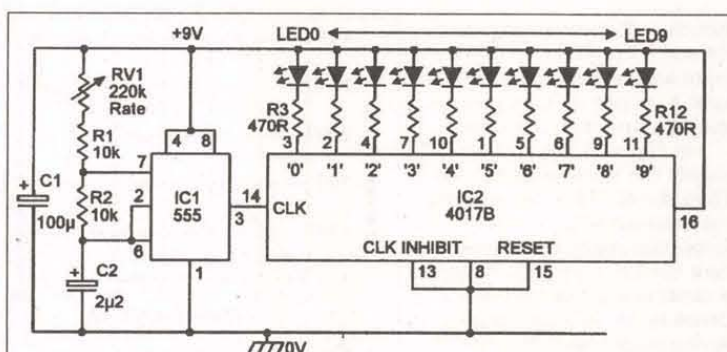 +9V
LED0
LED9
RV1
220k
Rate
R3
470R
R12
470R
R1
10k
4 8
3 2 4 7 10 1 5 6 9 11
'0' '1' '2' '3' '4' '5' '6' '7' '8' '9'
7
C1
+
100µ
R2
10k
2
IC1
555
14
3
CLK
IC2
4017B
16
6
CLK INHIBIT
RESET
+
C2
2µ2
1
13
8
15
0V